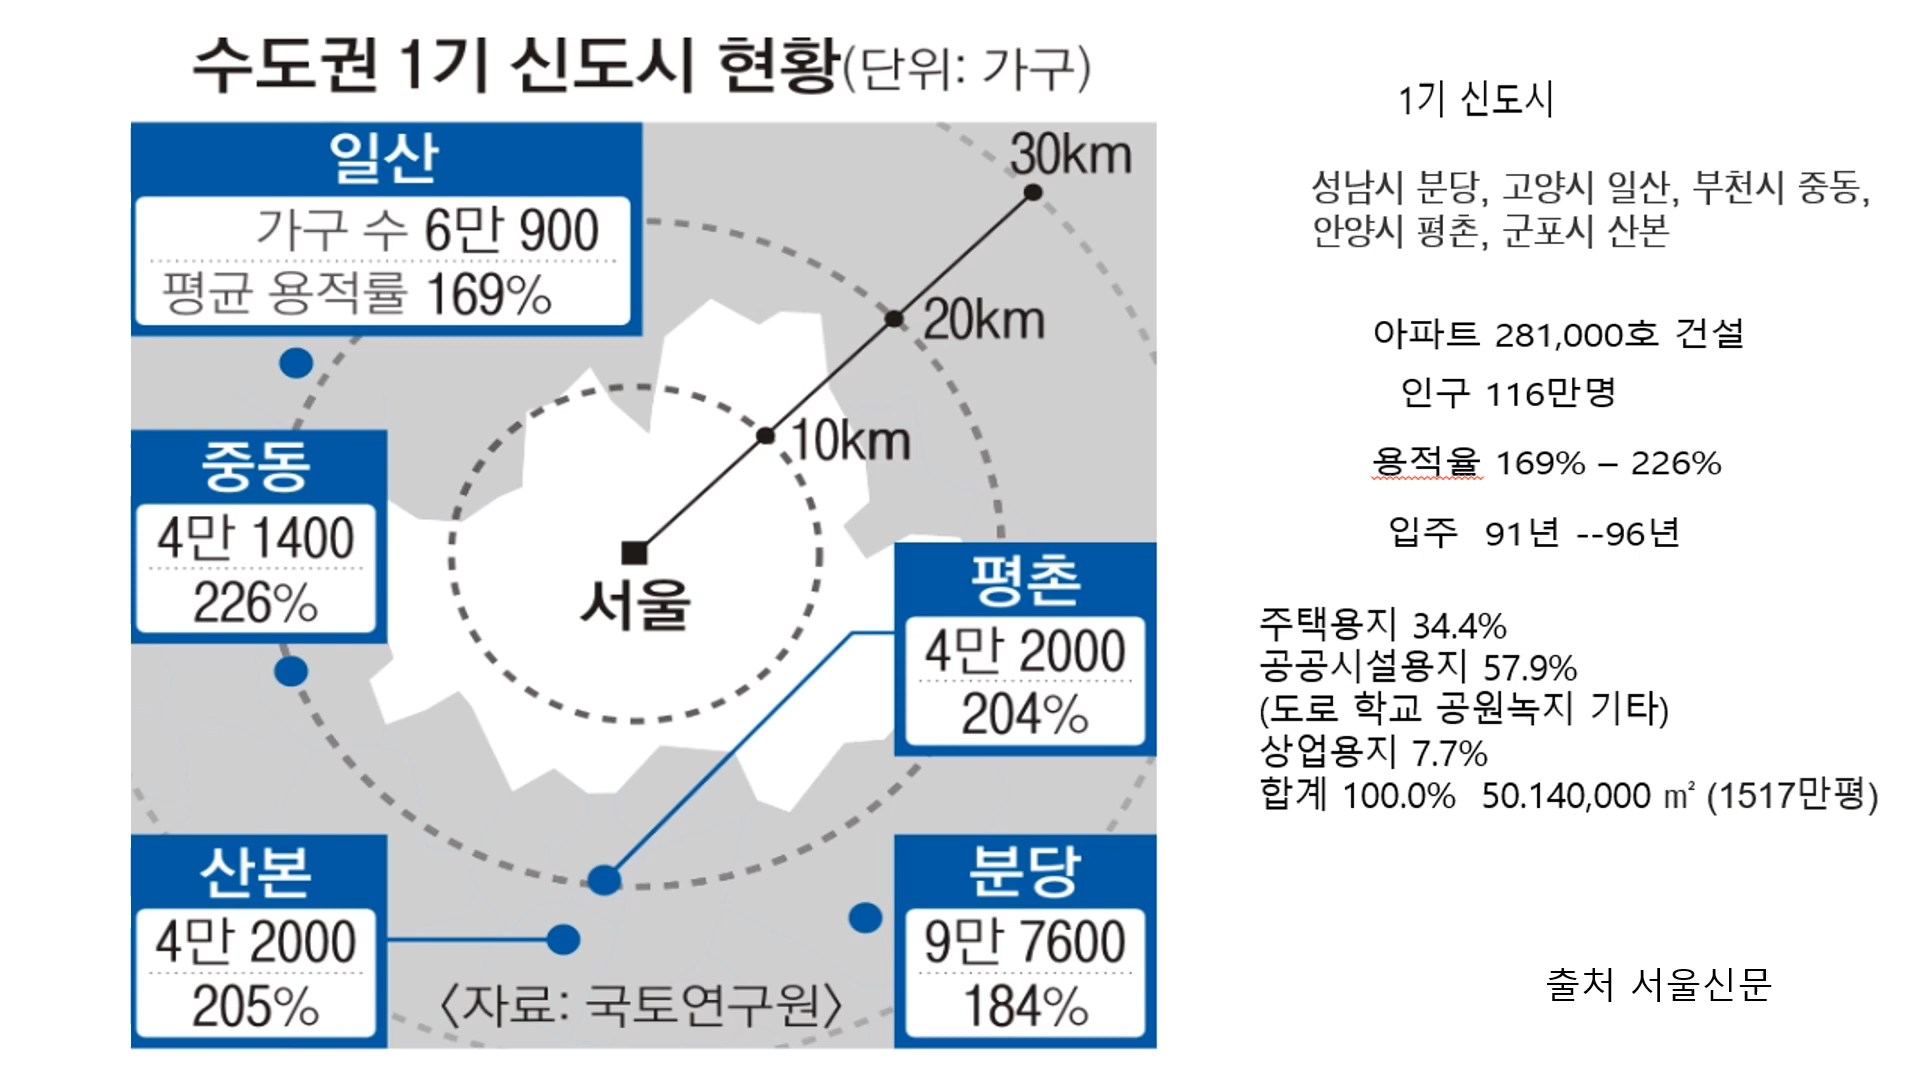 수도권 1기 신도시 현황(단위: 가구)
일산
가구 수 6만 900
평균 용적률 169%
30km
20km
10km
서울
중동
4만 1400
226%
평촌
4만 2000
204%
산본
4만 2000
205%
분당
9만 7600
184%
〈자료: 국토연구원〉
1기 신도시
성남시 분당, 고양시 일산, 부천시 중동,
안양시 평촌, 군포시 산본
아파트 281,000호 건설
인구 116만명
용적율 169% – 226%
입주 91년 --96년
주택용지 34.4%
공공시설용지 57.9%
(도로 학교 공원녹지 기타)
상업용지 7.7%
합계 100.0% 50.140,000 ㎡ (1517만평)
출처 서울신문